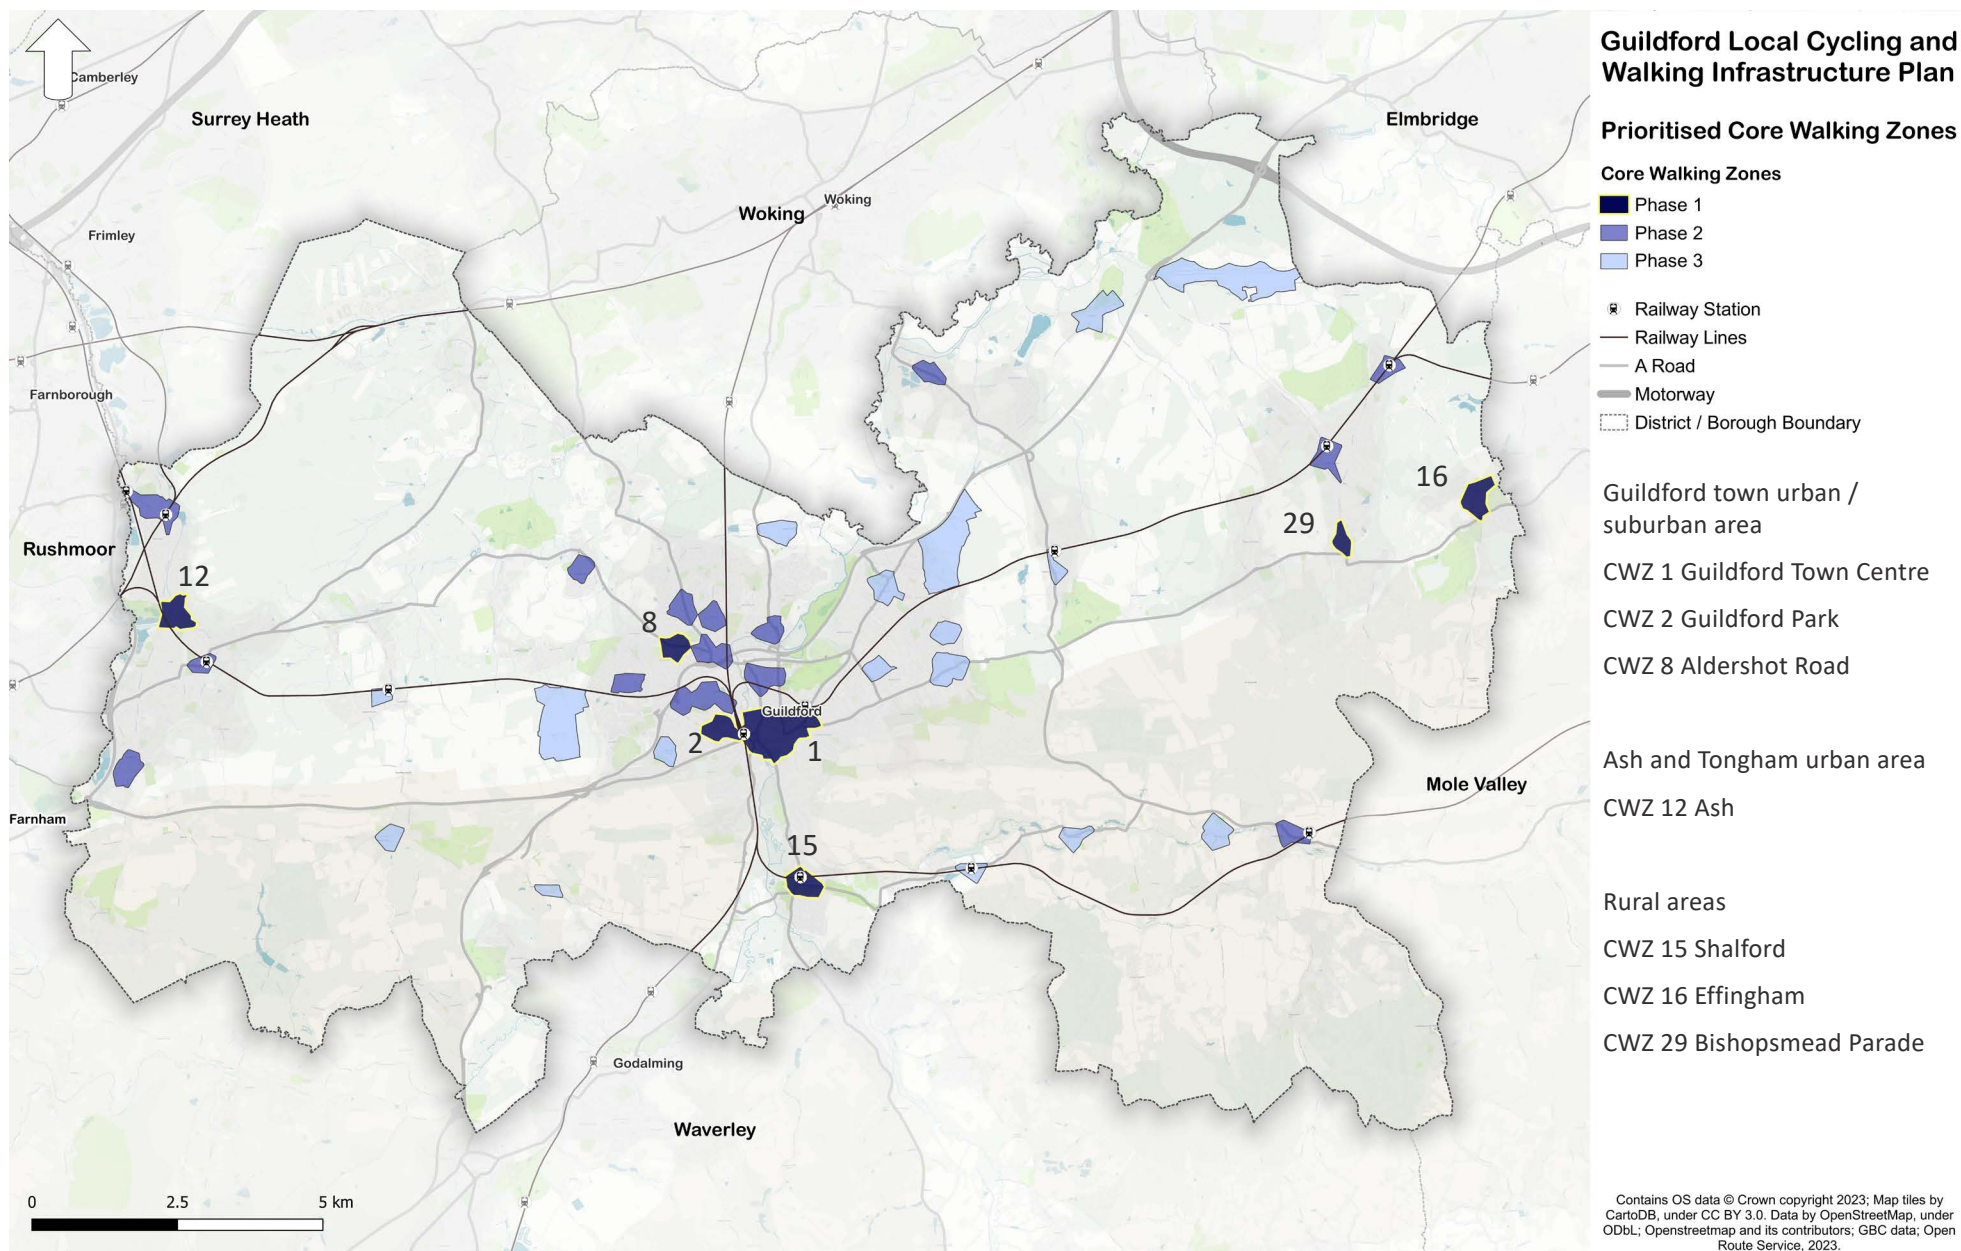 Guildford Local Cycling and
Walking Infrastructure Plan
Prioritised Core Walking Zones
Core Walking Zones
Phase 1
Phase 2
Phase 3
Railway Station
Railway Lines
A Road
Motorway
District / Borough Boundary
Guildford town urban /
suburban area
CWZ 1 Guildford Town Centre
CWZ 2 Guildford Park
CWZ 8 Aldershot Road
Ash and Tongham urban area
CWZ 12 Ash
Rural areas
CWZ 15 Shalford
CWZ 16 Effingham
CWZ 29 Bishopsmead Parade
Contains OS data © Crown copyright 2023; Map tiles by
CartoDB, under CC BY 3.0. Data by OpenStreetMap, under
ODbL; Openstreetmap and its contributors; GBC data; Open
Route Service, 2023.
Camberley
Surrey Heath
Elmbridge
Woking
Woking
Frimley
Farnborough
16
29
Rushmoor
12
8
Guildford
2
1
Mole Valley
Farnham
15
Godalming
Waverley
0 2.5 5 km